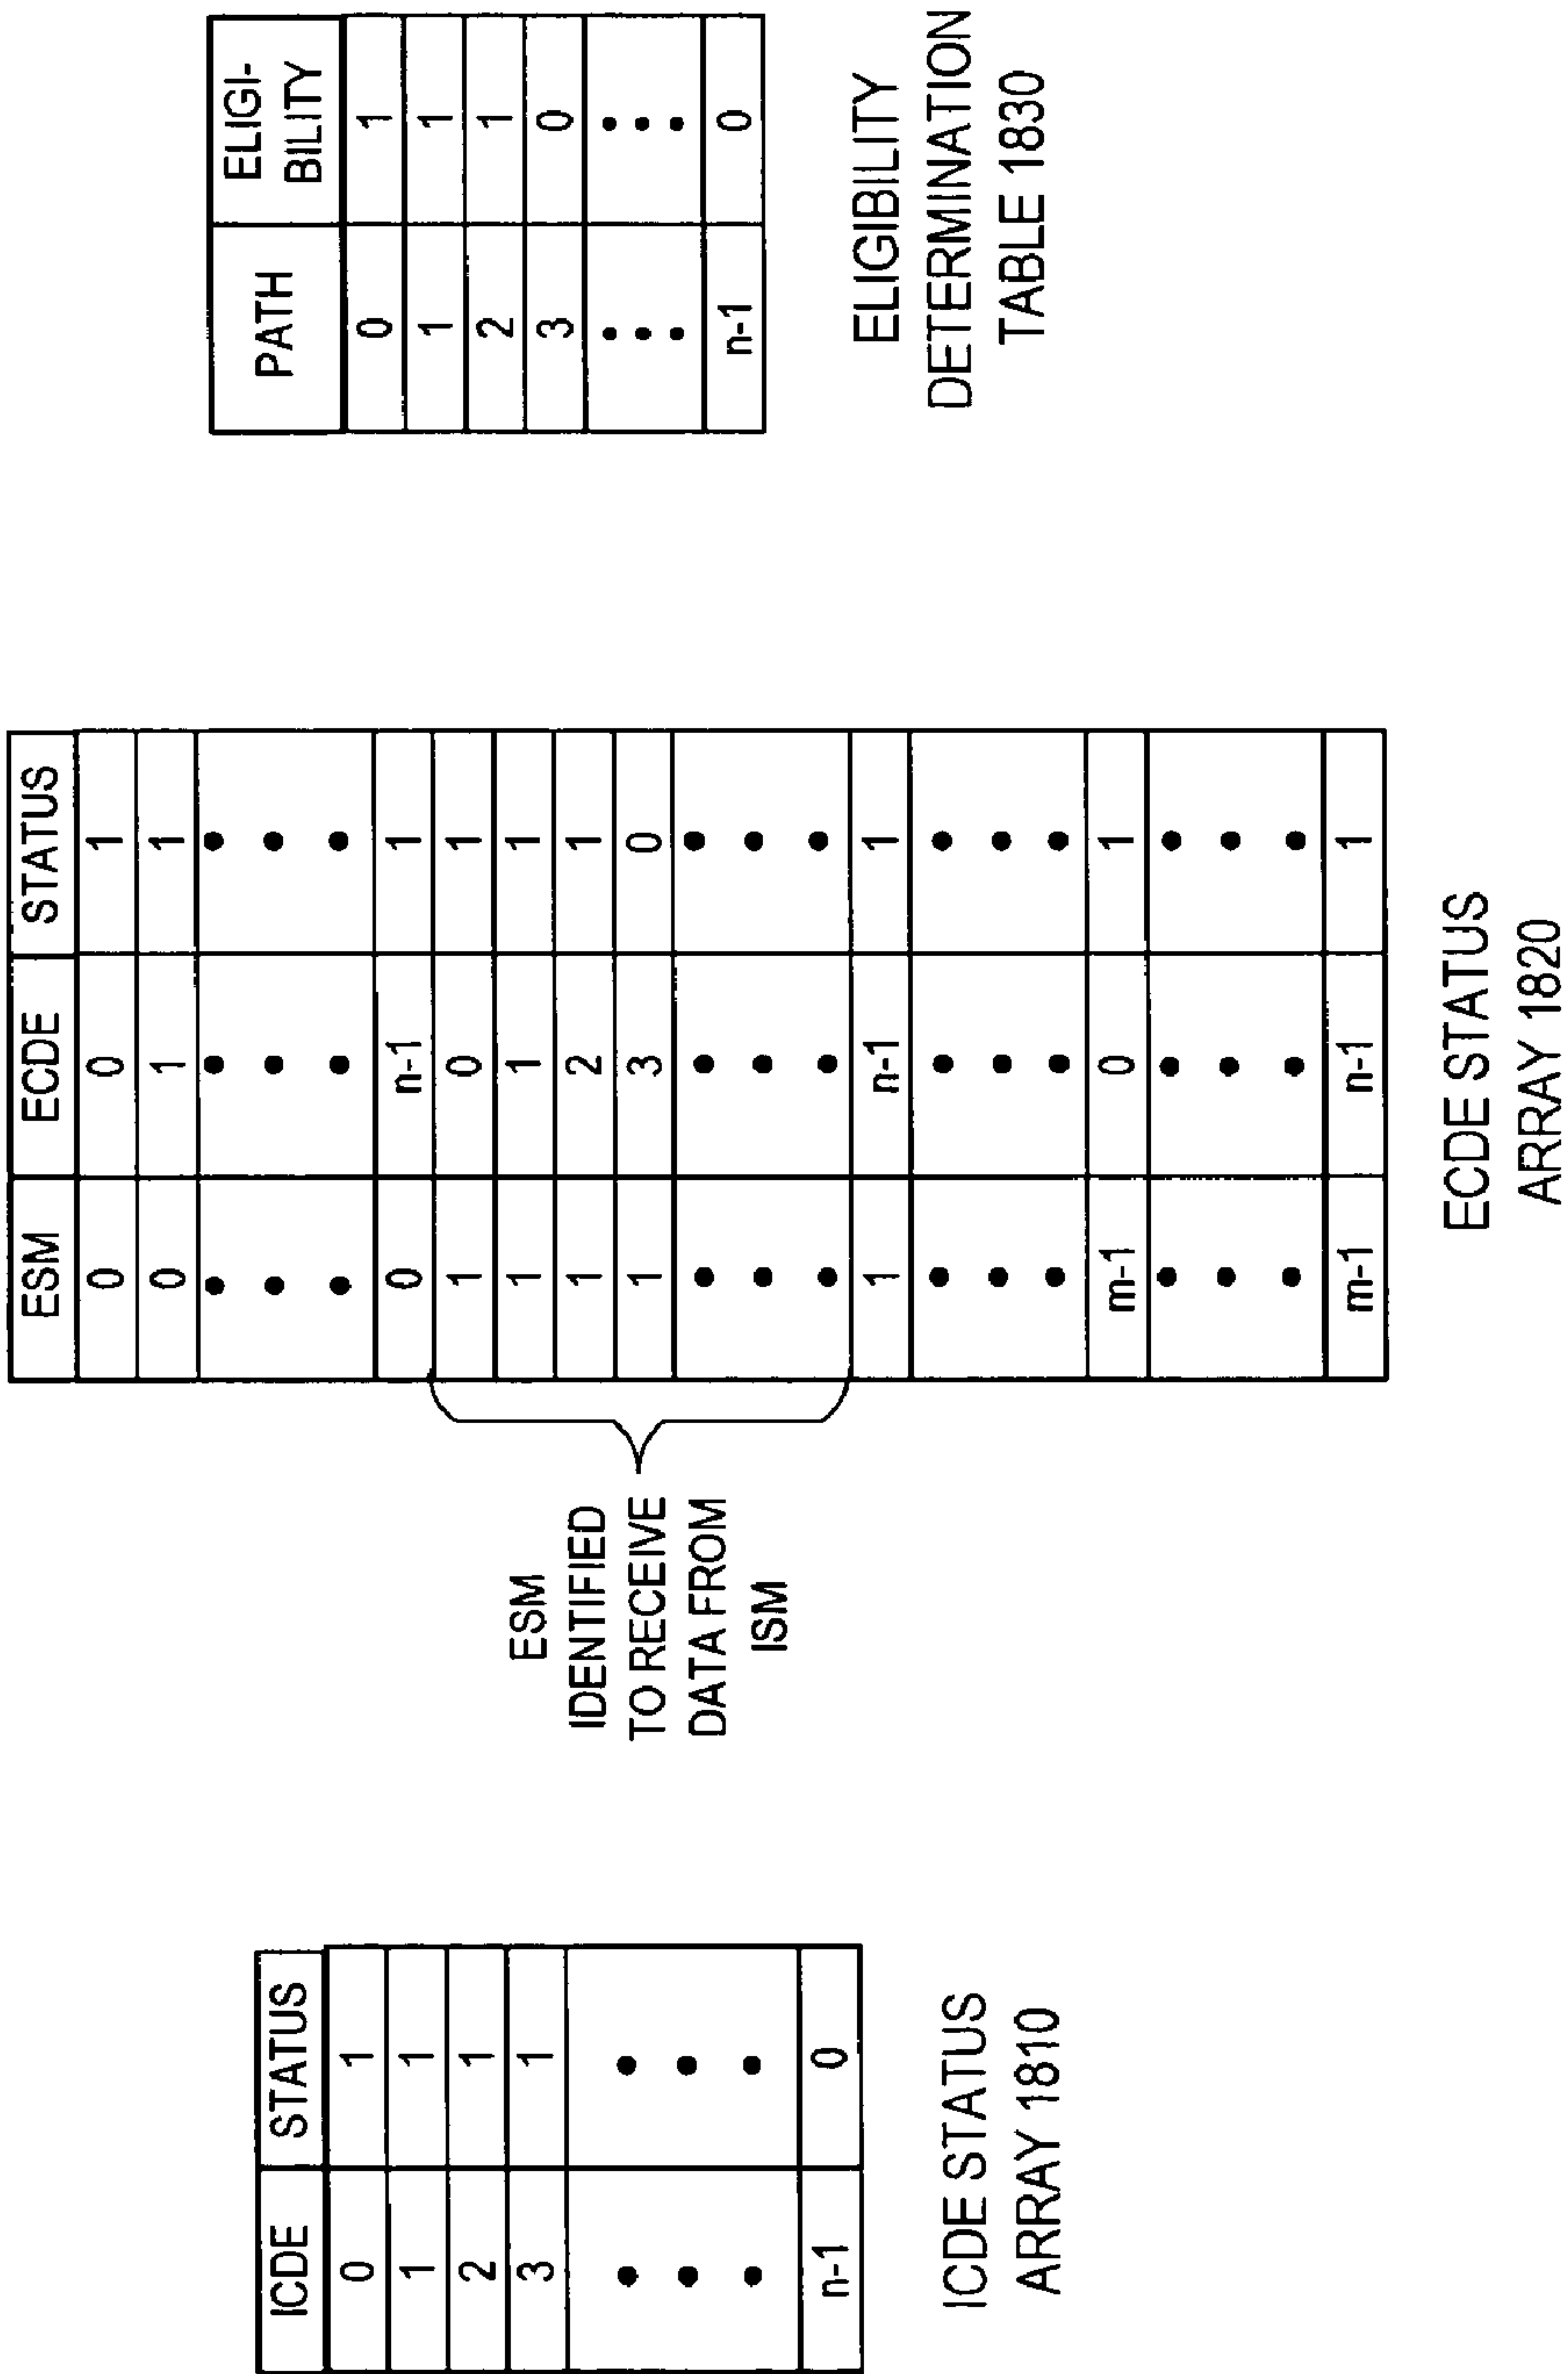 ICDE STATUS
0 1
1 1
2 1
3 1
n-1 0
ICDE STATUS
ARRAY 1810
ESM
IDENTIFIED
TO RECEIVE
DATA FROM
ISM
ESM ECDE STATUS
0 0 1
0 1 1
0 n-1 1
1 0 1
1 1 1
1 2 1
1 3 0
1 n-1 1
m-1 0 1
m-1 n-1 1
ECDE STATUS
ARRAY 1820
PATH ELIGI-
BILITY
0 1
1 1
2 1
3 0
n-1 0
ELIGIBILITY
DETERMINATION
TABLE 1830